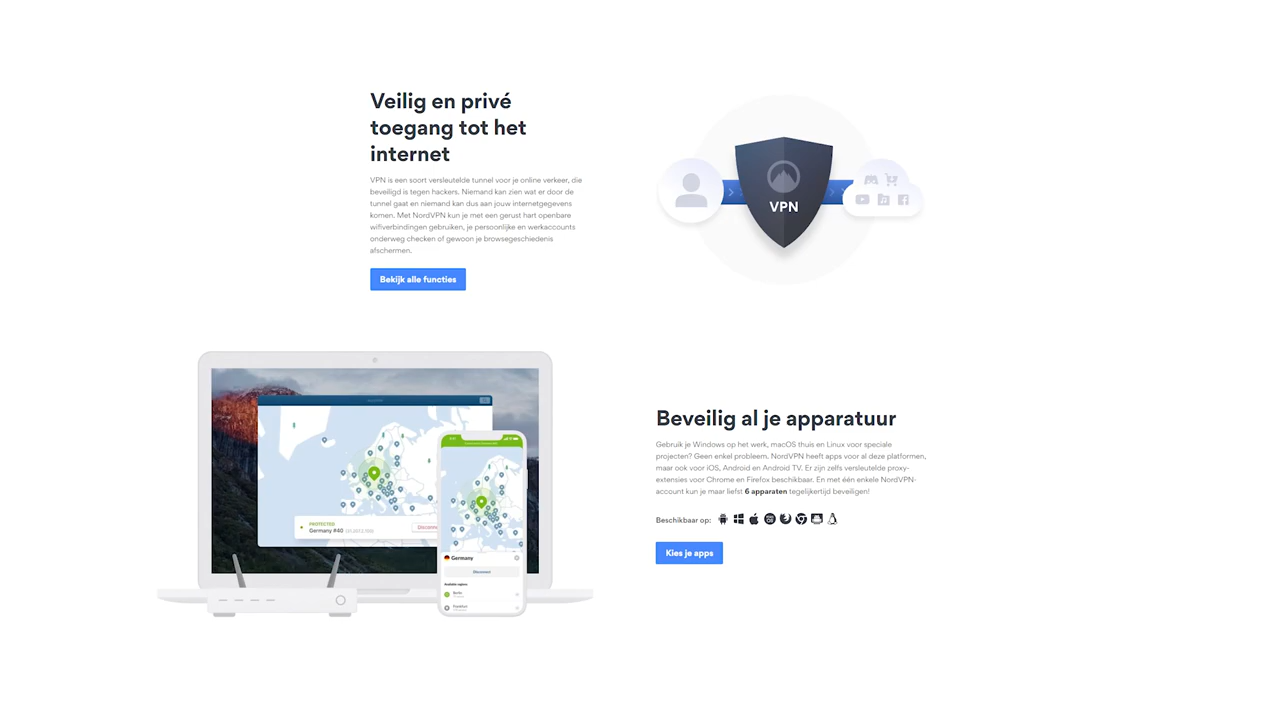 Veilig en privé
toegang tot het
internet
VPN is een soort versleutelde tunnel voor je online verkeer, die
beveiligd is tegen hackers. Niemand kan zien wat er door de
tunnel gaat en niemand kan dus aan jouw internetgegevens
komen. Met NordVPN kun je met een gerust hart openbare
wifiverbindingen gebruiken, je persoonlijke en werkaccounts
onderweg checken of gewoon je browsegeschiedenis
afschermen.
Bekijk alle functies
VPN
Beveilig al je apparatuur
Gebruik je Windows op het werk, macOS thuis en Linux voor speciale
projecten? Geen enkel probleem. NordVPN heeft apps voor al deze platformen,
maar ook voor iOS, Android en Android TV. Er zijn zelfs versleutelde proxy-
extensies voor Chrome en Firefox beschikbaar. En met één enkele NordVPN-
account kun je maar liefst 6 apparaten tegelijkertijd beveiligen!
Beschikbaar op:
Kies je apps
PROTECTED
Germany #40
Disconne
Germany
Disconnect
Available regions
Berlin
Frankfurt